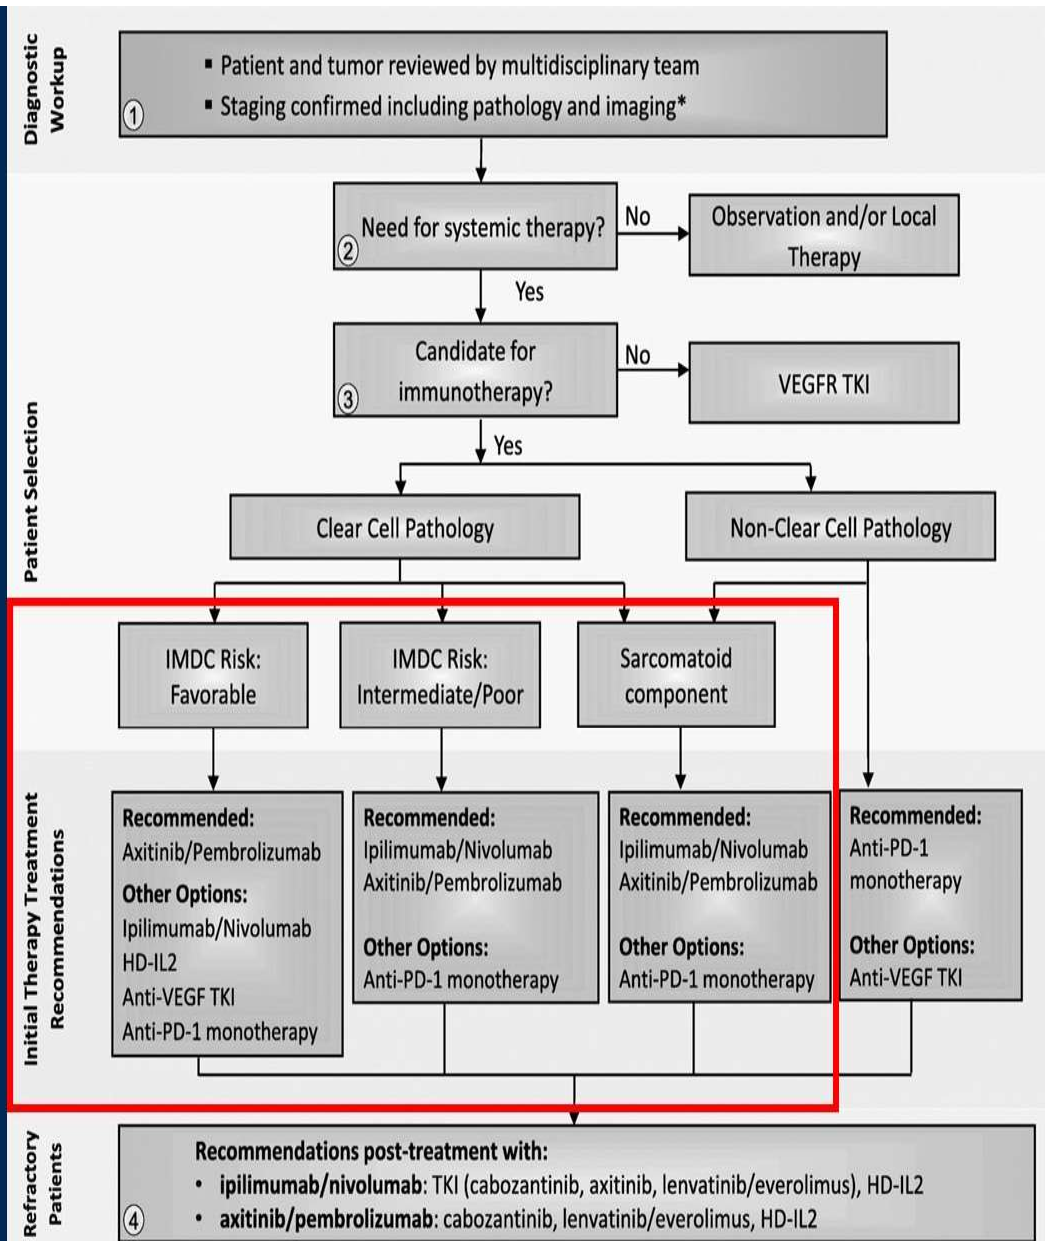 Diagnostic
Workup
▪ Patient and tumor reviewed by multidisciplinary team
▪ Staging confirmed including pathology and imaging*
1
Patient Selection
Need for systemic therapy?
2
No
Observation and/or Local
Therapy
Yes
Candidate for
immunotherapy?
3
No
VEGFR TKI
Yes
Clear Cell Pathology
Non-Clear Cell Pathology
IMDC Risk:
Favorable
IMDC Risk:
Intermediate/Poor
Sarcomatoid
component
Initial Therapy Treatment
Recommendations
Recommended:
Axitinib/Pembrolizumab
Other Options:
Ipilimumab/Nivolumab
HD-IL2
Anti-VEGF TKI
Anti-PD-1 monotherapy
Recommended:
Ipilimumab/Nivolumab
Axitinib/Pembrolizumab
Other Options:
Anti-PD-1 monotherapy
Recommended:
Ipilimumab/Nivolumab
Axitinib/Pembrolizumab
Other Options:
Anti-PD-1 monotherapy
Recommended:
Anti-PD-1
monotherapy
Other Options:
Anti-VEGF TKI
Refractory
Patients
Recommendations post-treatment with:
• ipilimumab/nivolumab: TKI (cabozantinib, axitinib, lenvatinib/everolimus), HD-IL2
• axitinib/pembrolizumab: cabozantinib, lenvatinib/everolimus, HD-IL2
4